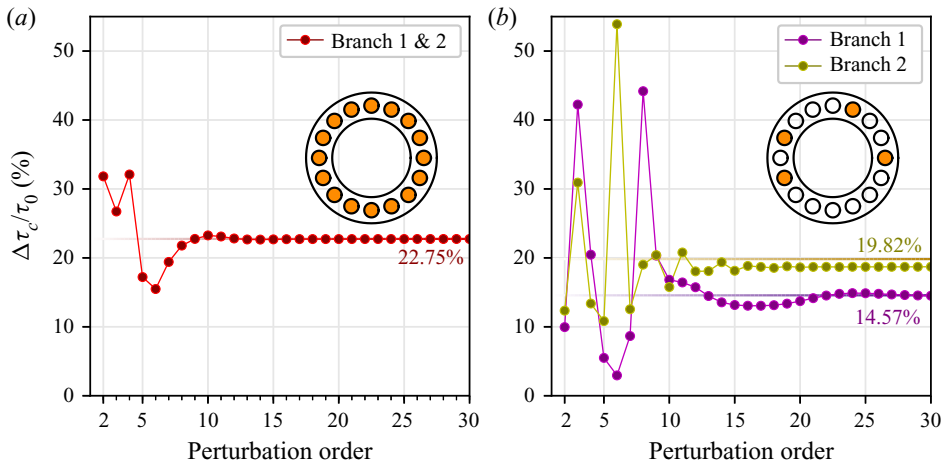 (a)
Branch 1 & 2
Δτc/τ0 (%)
50
40
30
20
10
0
22.75%
2 5 10 15 20 25 30
Perturbation order
(b)
Branch 1
Branch 2
50
40
30
20
10
0
19.82%
14.57%
2 5 10 15 20 25 30
Perturbation order